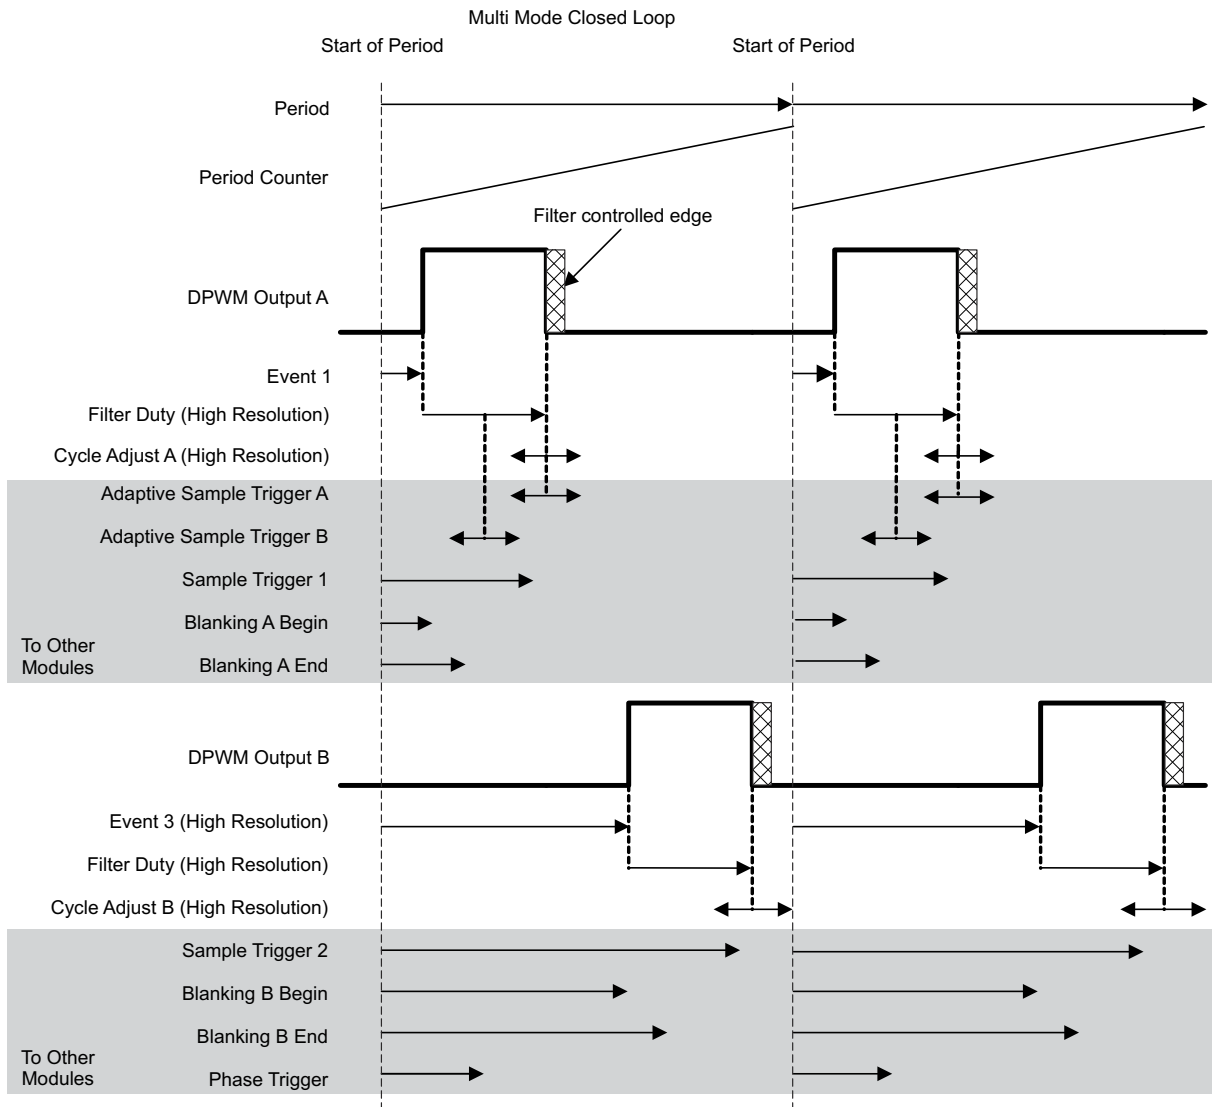 Multi Mode Closed Loop
Start of Period
Start of Period
Period
Period Counter
Filter controlled edge
DPWM Output A
Event 1
Filter Duty (High Resolution)
Cycle Adjust A (High Resolution)
Adaptive Sample Trigger A
Adaptive Sample Trigger B
Sample Trigger 1
Blanking A Begin
To Other
Modules
Blanking A End
DPWM Output B
Event 3 (High Resolution)
Filter Duty (High Resolution)
Cycle Adjust B (High Resolution)
Sample Trigger 2
Blanking B Begin
Blanking B End
To Other
Modules
Phase Trigger